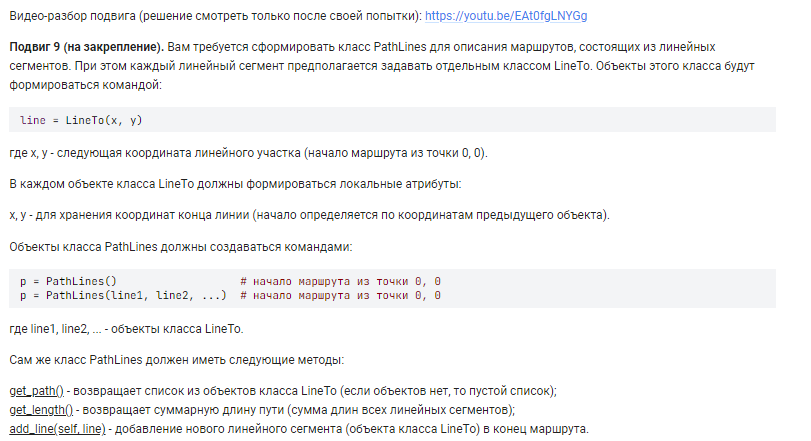 Видео-разбор подвига (решение смотреть только после своей попытки): https://youtu.be/EAt0fgLNYGg
Подвиг 9 (на закрепление). Вам требуется сформировать класс PathLines для описания маршрутов, состоящих из линейных
сегментов. При этом каждый линейный сегмент предполагается задавать отдельным классом LineTo. Объекты этого класса будут
формироваться командой:
line = LineTo(x, y)
где x, y - следующая координата линейного участка (начало маршрута из точки 0, 0).
В каждом объекте класса LineTo должны формироваться локальные атрибуты:
x, y - для хранения координат конца линии (начало определяется по координатам предыдущего объекта).
Объекты класса PathLines должны создаваться командами:
p = PathLines() # начало маршрута из точки 0, 0
p = PathLines(line1, line2, ...) # начало маршрута из точки 0, 0
где line1, line2, ... - объекты класса LineTo.
Сам же класс PathLines должен иметь следующие методы:
get_path() - возвращает список из объектов класса LineTo (если объектов нет, то пустой список);
get_length() - возвращает суммарную длину пути (сумма длин всех линейных сегментов);
add_line(self, line) - добавление нового линейного сегмента (объекта класса LineTo) в конец маршрута.